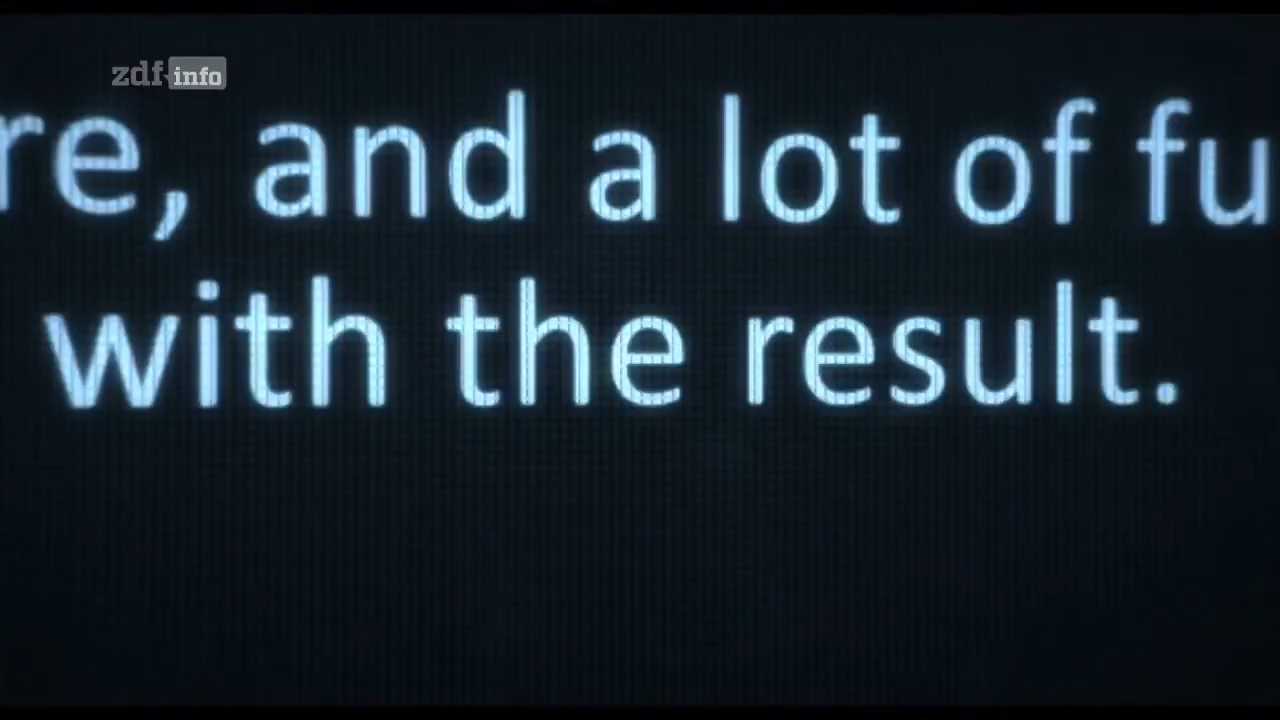 zdf info
re, and a lot of fu
with the result.